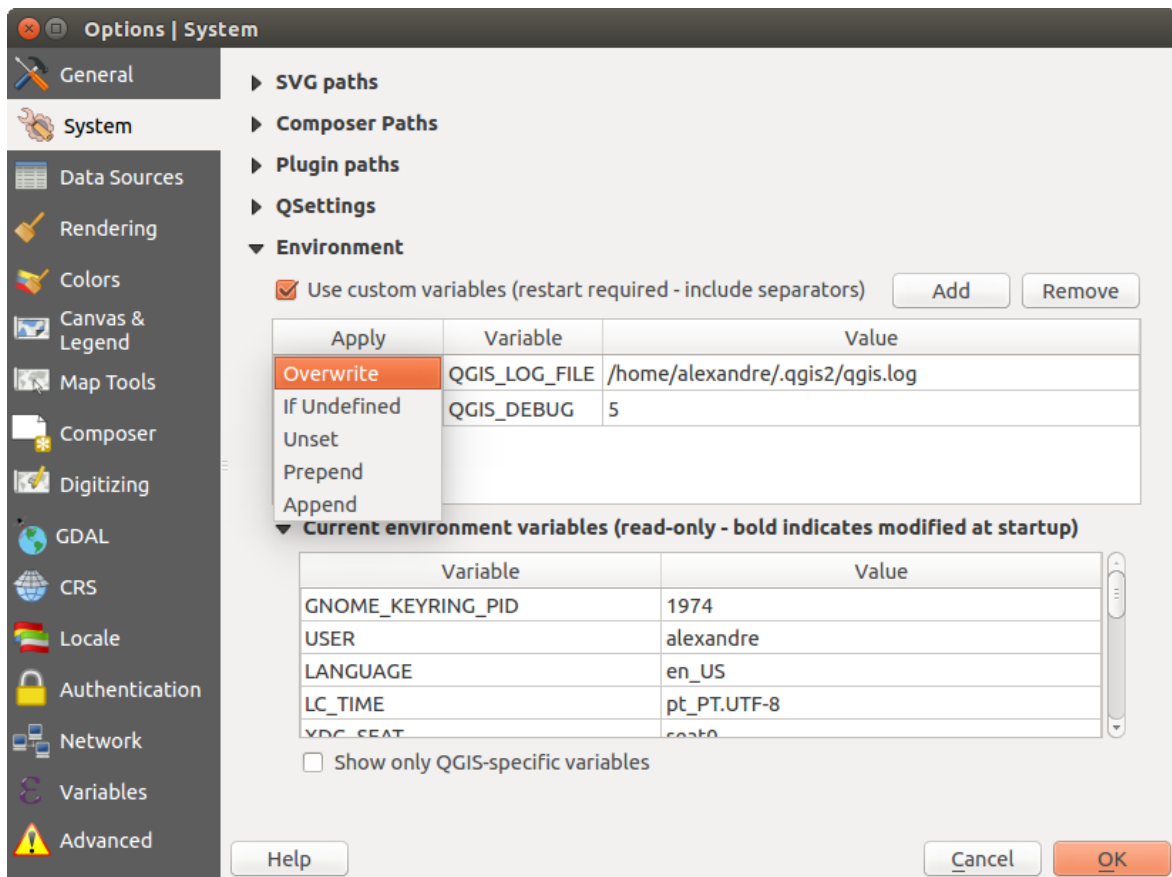 Options | System
General
System
Data Sources
Rendering
Colors
Canvas &
Legend
Map Tools
Composer
Digitizing
GDAL
CRS
Locale
Authentication
Network
Variables
Advanced
SVG paths
Composer Paths
Plugin paths
QSettings
Environment
Use custom variables (restart required - include separators) Add Remove
Apply Variable Value
Overwrite QGIS_LOG_FILE /home/alexandre/.qgis2/qgis.log
If Undefined QGIS_DEBUG 5
Unset
Prepend
Append
Current environment variables (read-only - bold indicates modified at startup)
Variable Value
GNOME_KEYRING_PID 1974
USER alexandre
LANGUAGE en_US
LC_TIME pt_PT.UTF-8
XDG_SEAT seat0
Show only QGIS-specific variables
Help Cancel OK